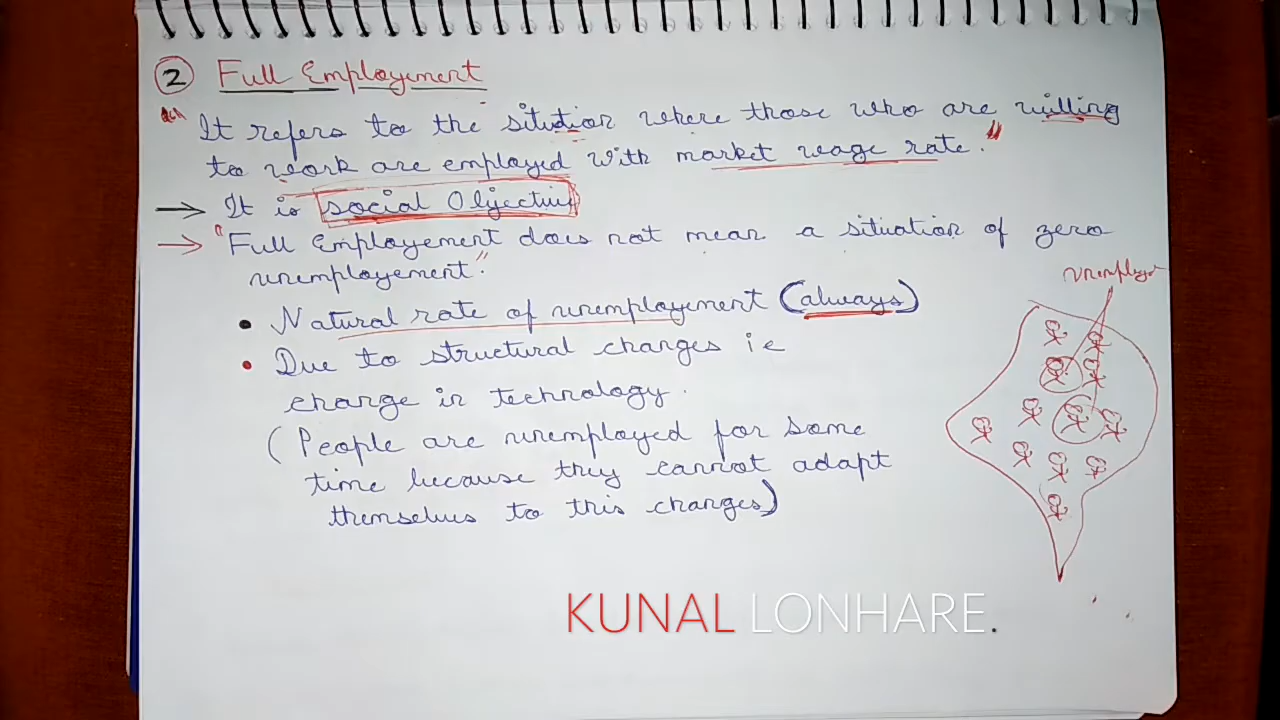 2 Full Employement
"It refers to the situation where those who are willing
to work are employed with market wage rate."
→ It is social Objective
→ "Full Employement does not mean a situation of zero
unemployement."
• Natural rate of unemployement (always)
• Due to structural changes ie
change in technology.
(People are unemployed for some
time because they cannot adapt
themselves to this changes)
KUNAL LONHARE.